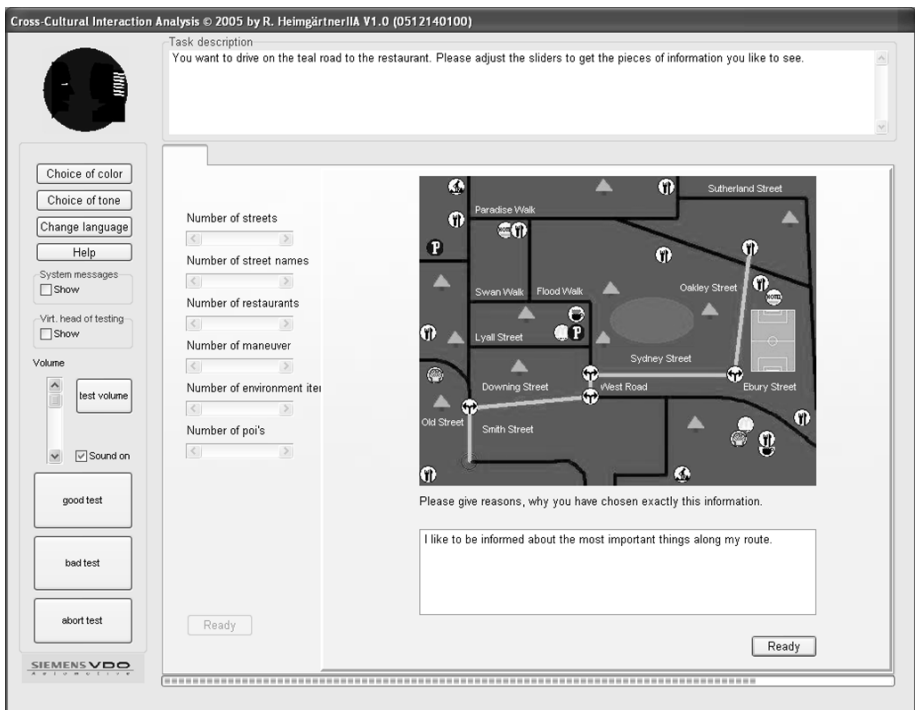 Cross-Cultural Interaction Analysis © 2005 by R. HeimgärtnerIIA V1.0 (0512140100)
Task description
You want to drive on the teal road to the restaurant. Please adjust the sliders to get the pieces of information you like to see.
Choice of color
Choice of tone
Change language
Help
System messages
Show
Virt. head of testing
Show
Volume
test volume
Sound on
good test
bad test
abort test
SIEMENS VDO
Automotive
Number of streets
Number of street names
Number of restaurants
Number of maneuver
Number of environment iter
Number of poi's
Ready
Sutherland Street
Paradise Walk
P
Oakley Street
Swan Walk
Flood Walk
HOTEL
Lyall Street
P
Sydney Street
Downing Street
West Road
Ebury Street
Old Street
Smith Street
Please give reasons, why you have chosen exactly this information.
I like to be informed about the most important things along my route.
Ready